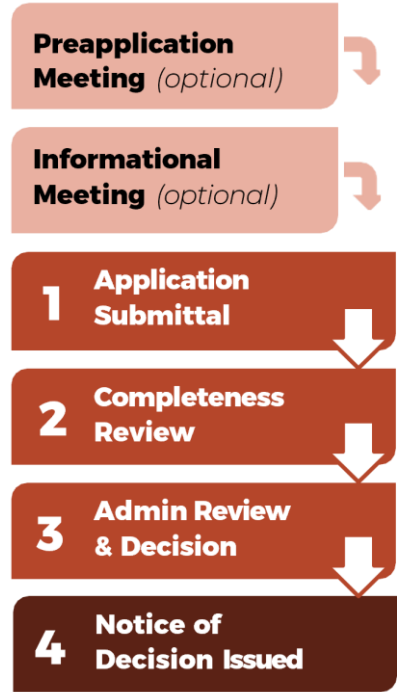 Preapplication
Meeting (optional)
Informational
Meeting (optional)
1 Application
Submittal
2 Completeness
Review
3 Admin Review
& Decision
4 Notice of
Decision Issued